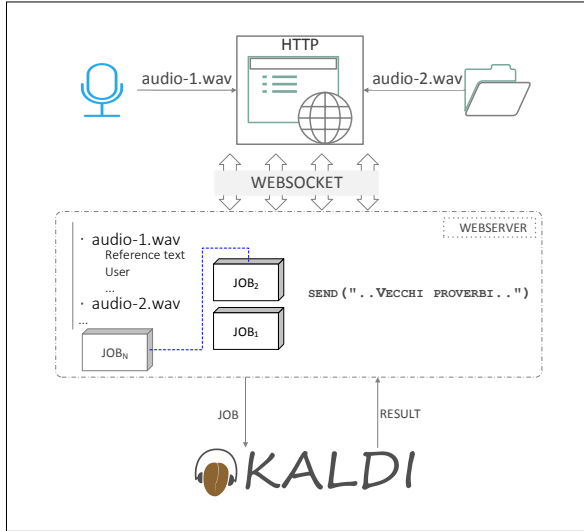 HTTP
audio-1.wav
audio-2.wav
WEBSOCKET
WEBSERVER
· audio-1.wav
Reference text
User
...
· audio-2.wav
...
JOB₂
JOB₁
JOBN
SEND("..VECCHI PROVERBI..")
JOB
RESULT
KALDI